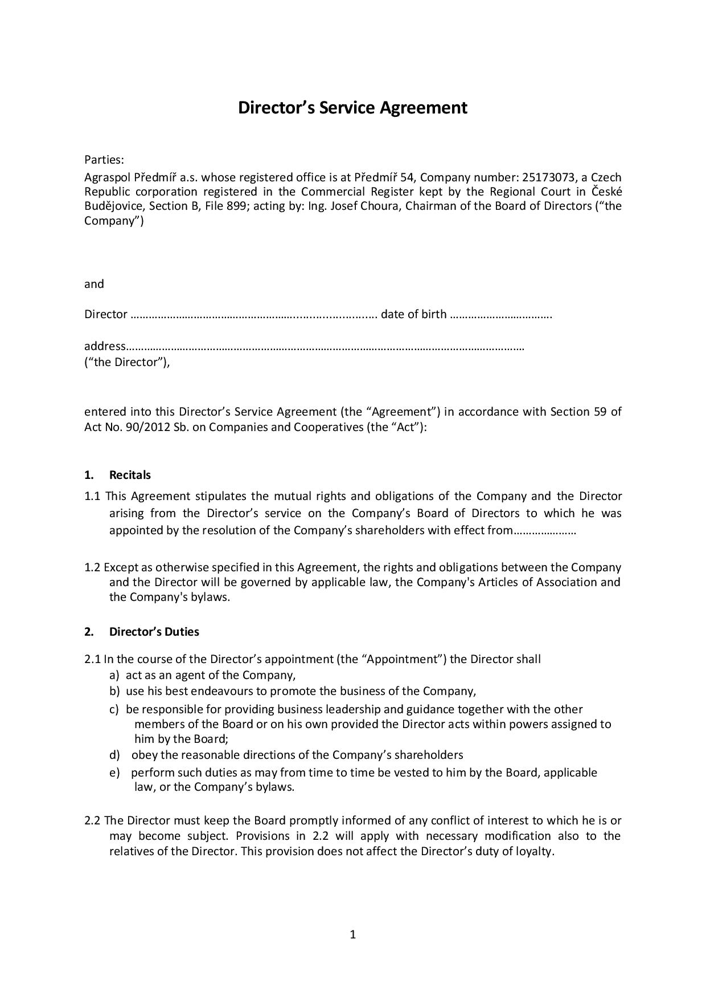 Director’s Service Agreement
Parties:
Agraspol Předmíř a.s. whose registered office is at Předmíř 54, Company number: 25173073, a Czech
Republic corporation registered in the Commercial Register kept by the Regional Court in České
Budějovice, Section B, File 899; acting by: Ing. Josef Choura, Chairman of the Board of Directors (“the
Company”)
and
Director ……………………………………………........................ date of birth …………………………….
address……………………………………………………………………………………………………………………
(“the Director”),
entered into this Director’s Service Agreement (the “Agreement”) in accordance with Section 59 of
Act No. 90/2012 Sb. on Companies and Cooperatives (the “Act”):
1. Recitals
1.1 This Agreement stipulates the mutual rights and obligations of the Company and the Director
arising from the Director’s service on the Company’s Board of Directors to which he was
appointed by the resolution of the Company’s shareholders with effect from…………………
1.2 Except as otherwise specified in this Agreement, the rights and obligations between the Company
and the Director will be governed by applicable law, the Company's Articles of Association and
the Company's bylaws.
2. Director’s Duties
2.1 In the course of the Director’s appointment (the “Appointment”) the Director shall
a) act as an agent of the Company,
b) use his best endeavours to promote the business of the Company,
c) be responsible for providing business leadership and guidance together with the other
members of the Board or on his own provided the Director acts within powers assigned to
him by the Board;
d) obey the reasonable directions of the Company’s shareholders
e) perform such duties as may from time to time be vested to him by the Board, applicable
law, or the Company’s bylaws.
2.2 The Director must keep the Board promptly informed of any conflict of interest to which he is or
may become subject. Provisions in 2.2 will apply with necessary modification also to the
relatives of the Director. This provision does not affect the Director’s duty of loyalty.
1